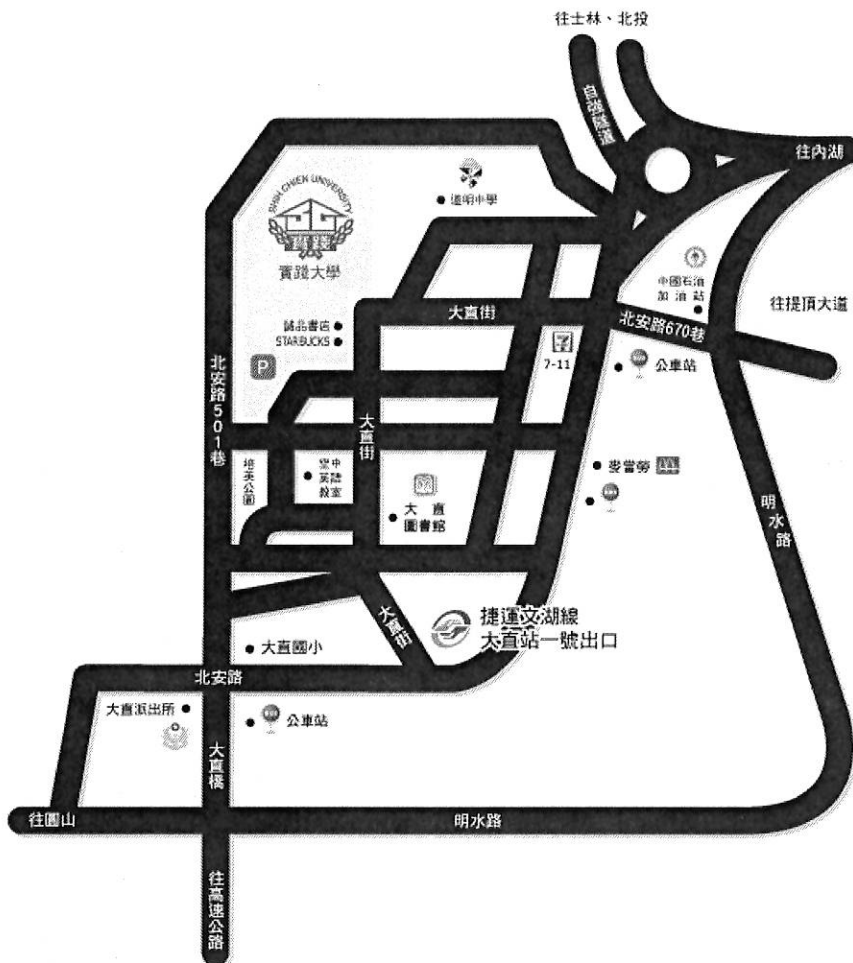 往士林、北投
自強隧道
往內湖
SHIH CHIEN UNIVERSITY
實踐
實踐大學
道明中學
中國石油
加油站
往提頂大道
大直街
北安路670巷
誠品書店
STARBUCKS
P
7-11
公車站
北安路501巷
大直街
麥當勞
培英公園
教室
大直
圖書館
明水路
大直街
捷運文湖線
大直站一號出口
大直國小
北安路
大直派出所
公車站
大直橋
往圓山
明水路
往高速公路